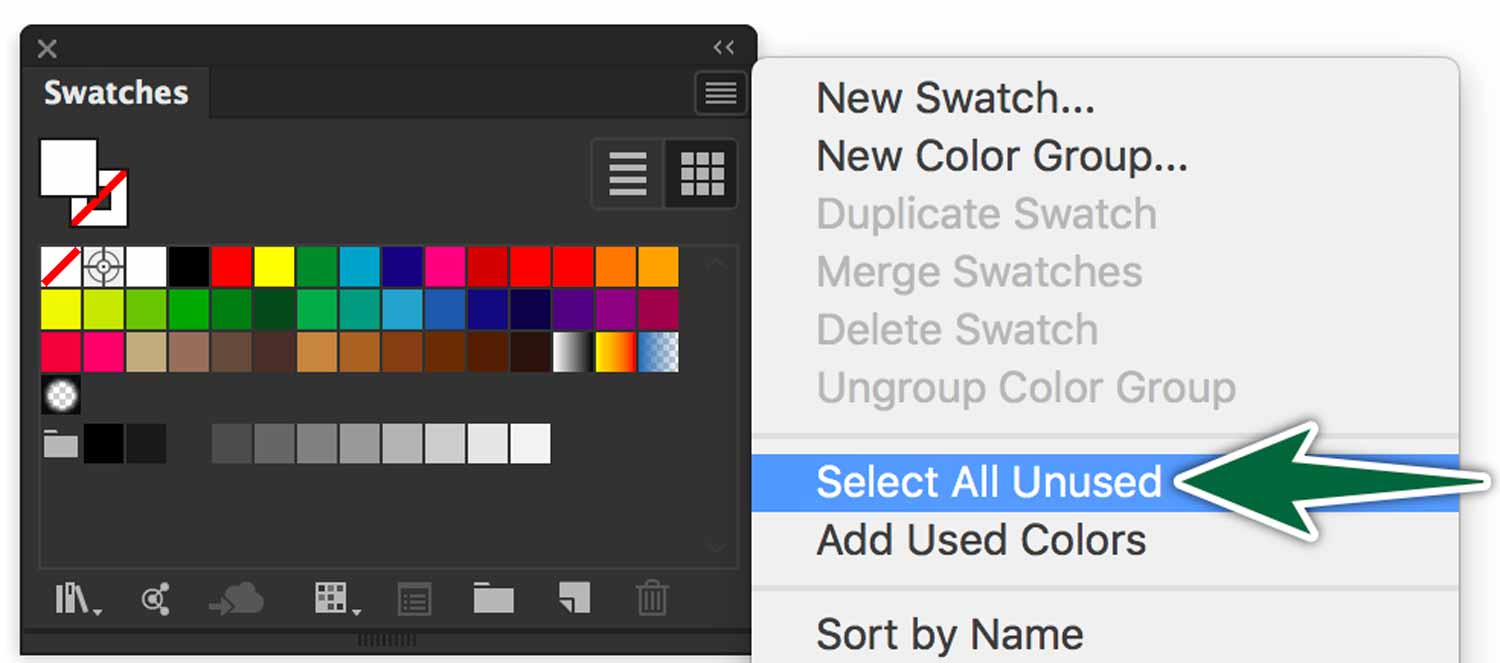 Swatches
New Swatch...
New Color Group...
Duplicate Swatch
Merge Swatches
Delete Swatch
Ungroup Color Group
Select All Unused
Add Used Colors
Sort by Name